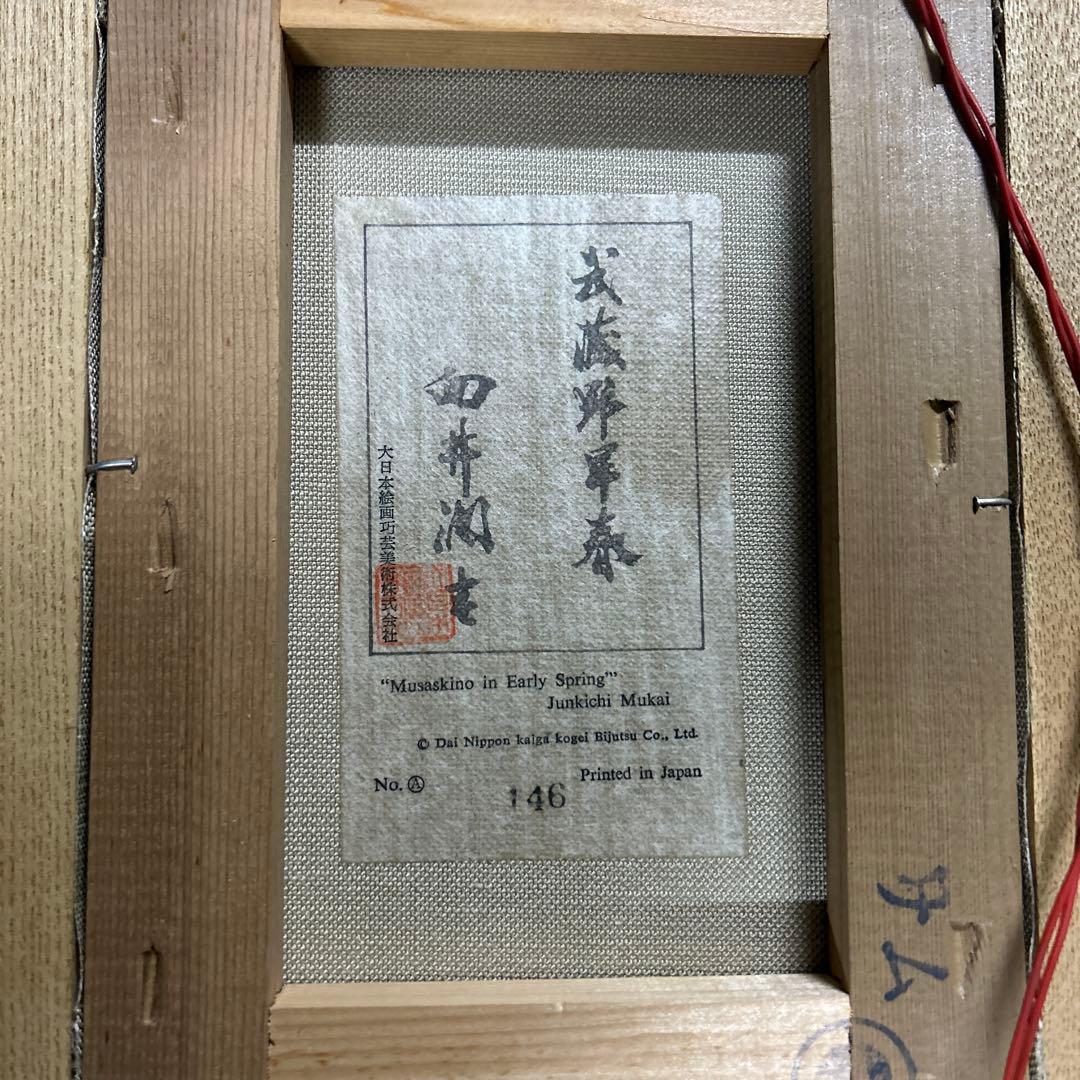 武蔵野早春
向井潤吉
大日本絵画巧芸美術株式会社
“Musaskino in Early Spring”’
Junkichi Mukai
© Dai Nippon kaiga kogei Bijutsu Co., Ltd.
No. Ⓐ 146
Printed in Japan